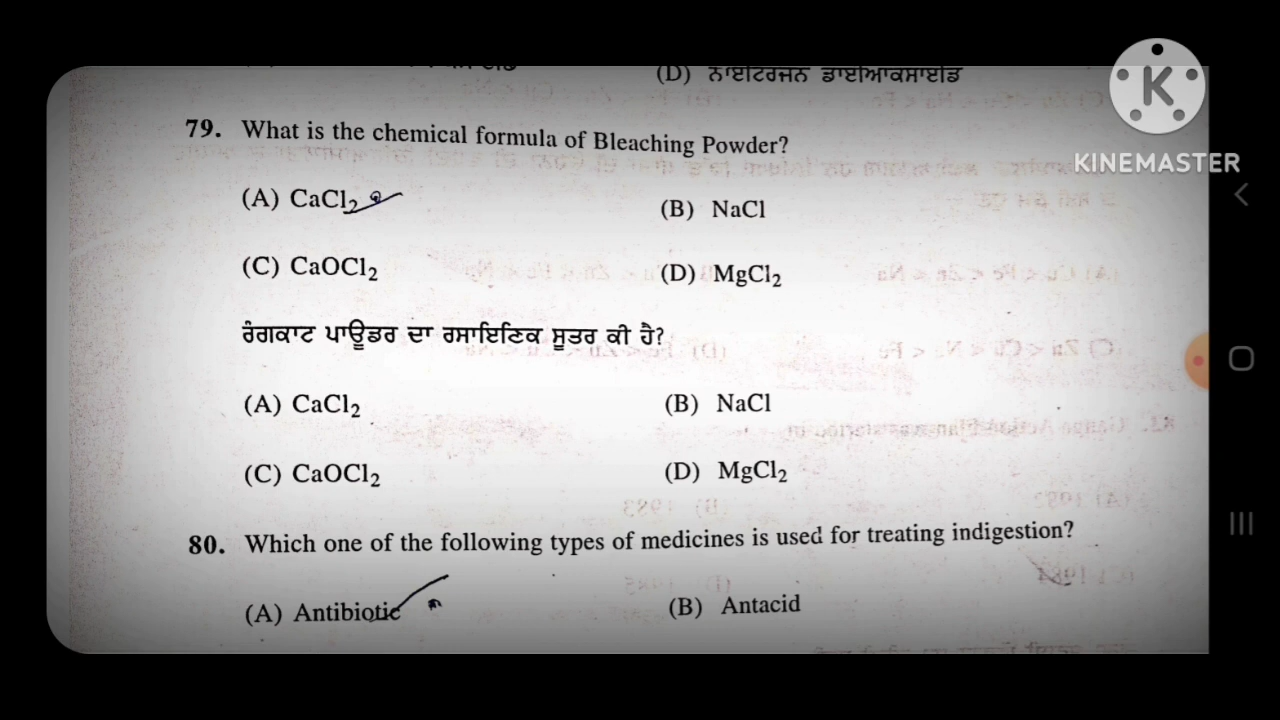 (D) ਨਾਈਟਰੋਜਨ ਡਾਈਆਕਸਾਈਡ
KINEMASTER
79. What is the chemical formula of Bleaching Powder?
(A) CaCl₂ (B) NaCl
(C) CaOCl₂ (D) MgCl₂
ਰੰਗਕਾਟ ਪਾਊਡਰ ਦਾ ਰਸਾਇਣਿਕ ਸੂਤਰ ਕੀ ਹੈ?
(A) CaCl₂ (B) NaCl
(C) CaOCl₂ (D) MgCl₂
80. Which one of the following types of medicines is used for treating indigestion?
(A) Antibiotic (B) Antacid